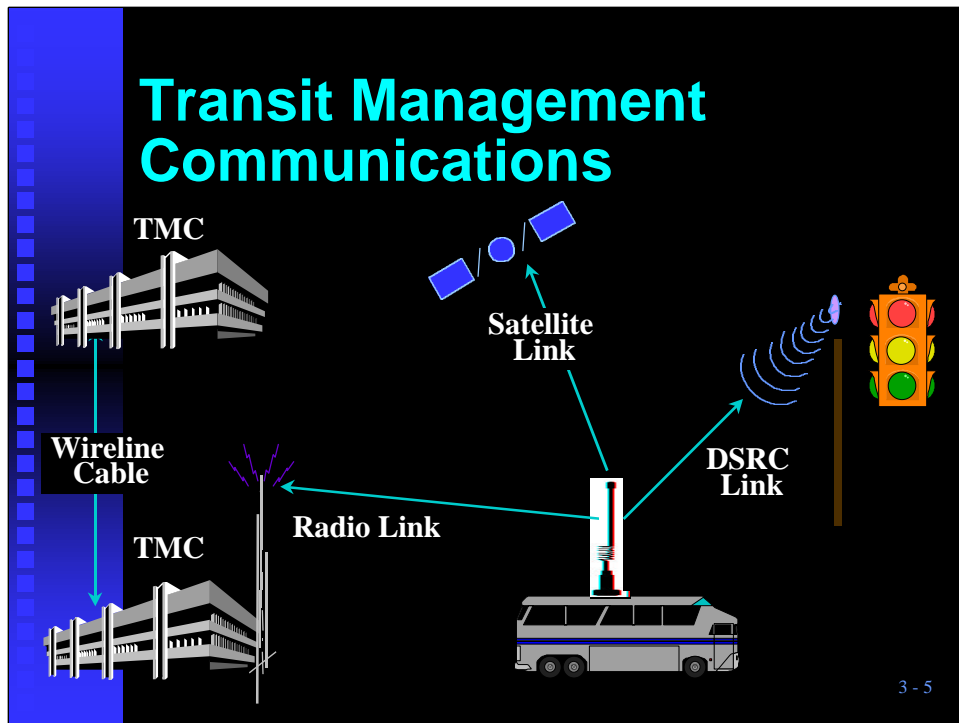 Transit Management
Communications
TMC
Satellite
Link
Wireline
Cable
DSRC
Link
Radio Link
TMC
3 - 5